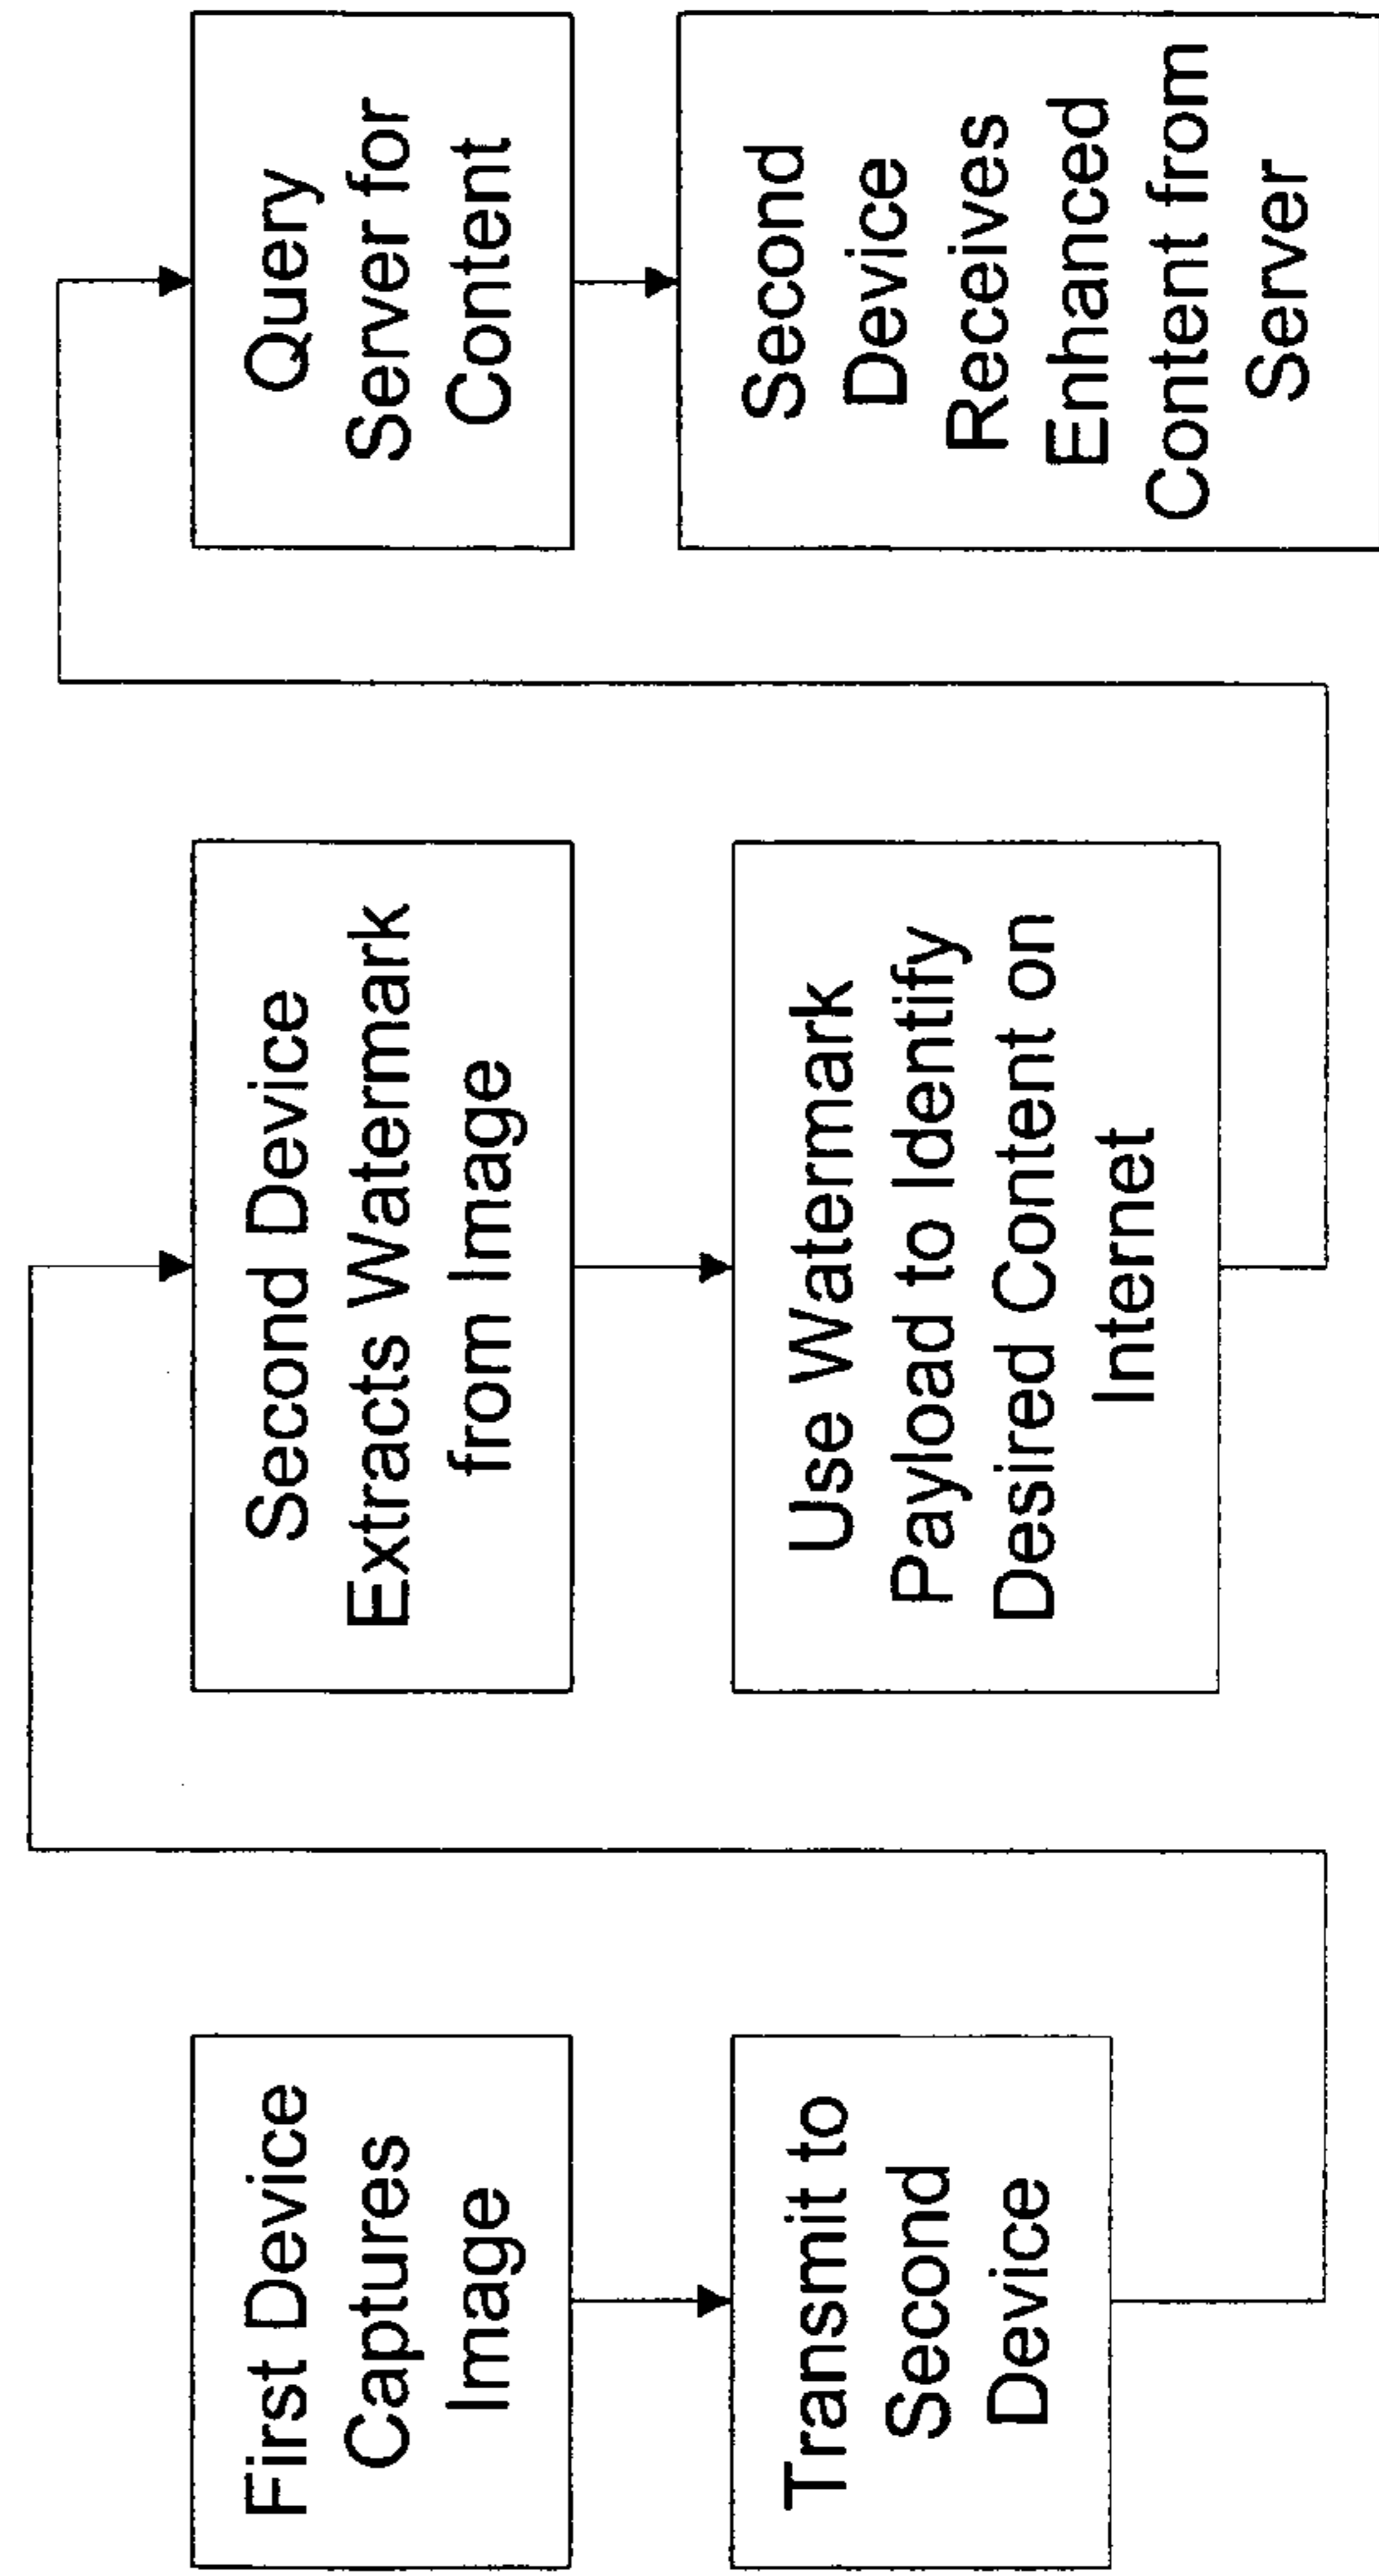 First Device
Captures
Image
Transmit to
Second
Device
Second Device
Extracts Watermark
from Image
Use Watermark
Payload to Identify
Desired Content on
Internet
Query
Server for
Content
Second
Device
Receives
Enhanced
Content from
Server